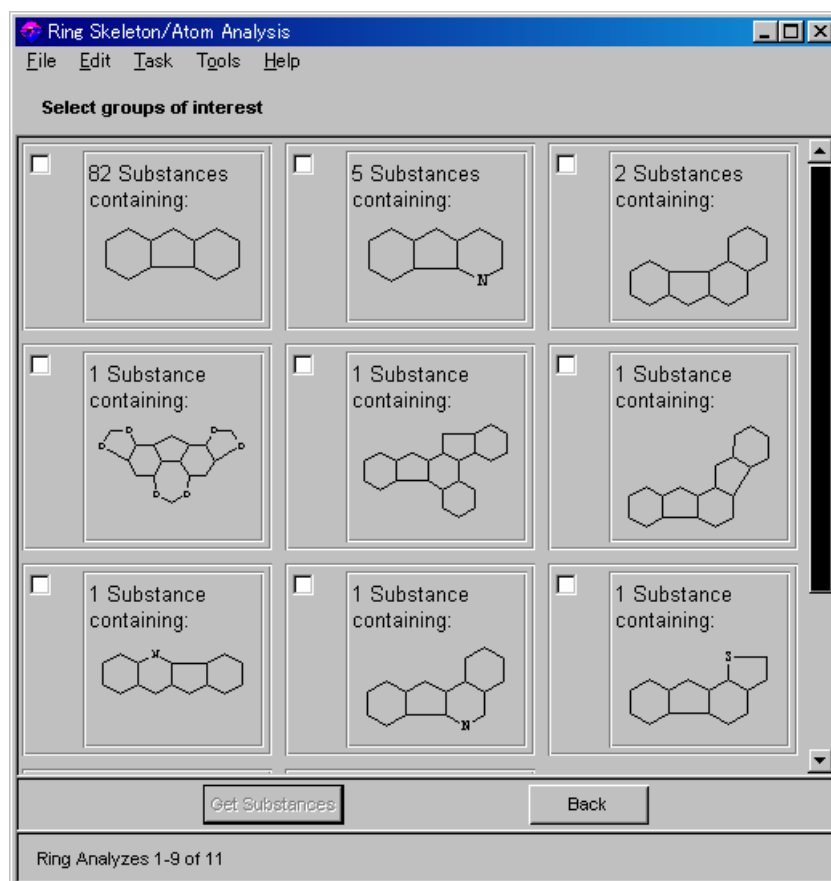 Ring Skeleton/Atom Analysis
File Edit Task Tools Help
Select groups of interest
82 Substances
containing:
5 Substances
containing:
N
2 Substances
containing:
1 Substance
containing:
O O
O O
O O
1 Substance
containing:
1 Substance
containing:
1 Substance
containing:
N
1 Substance
containing:
N
1 Substance
containing:
S
Get Substances Back
Ring Analyzes 1-9 of 11